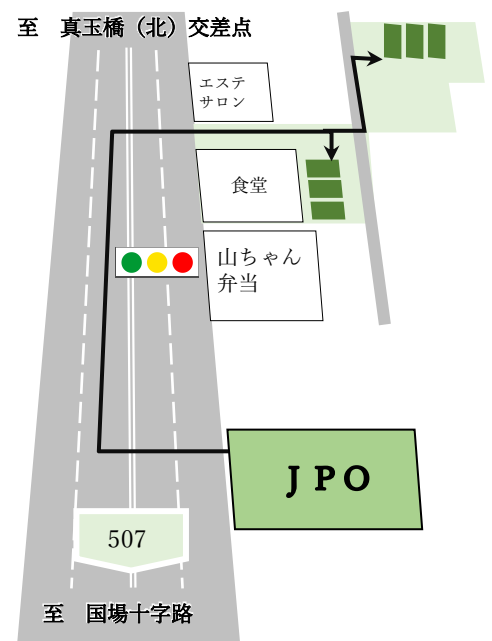 至　真玉橋（北）交差点
エステ
サロン
食堂
山ちゃん
弁当
ＪＰＯ
507
至　国場十字路